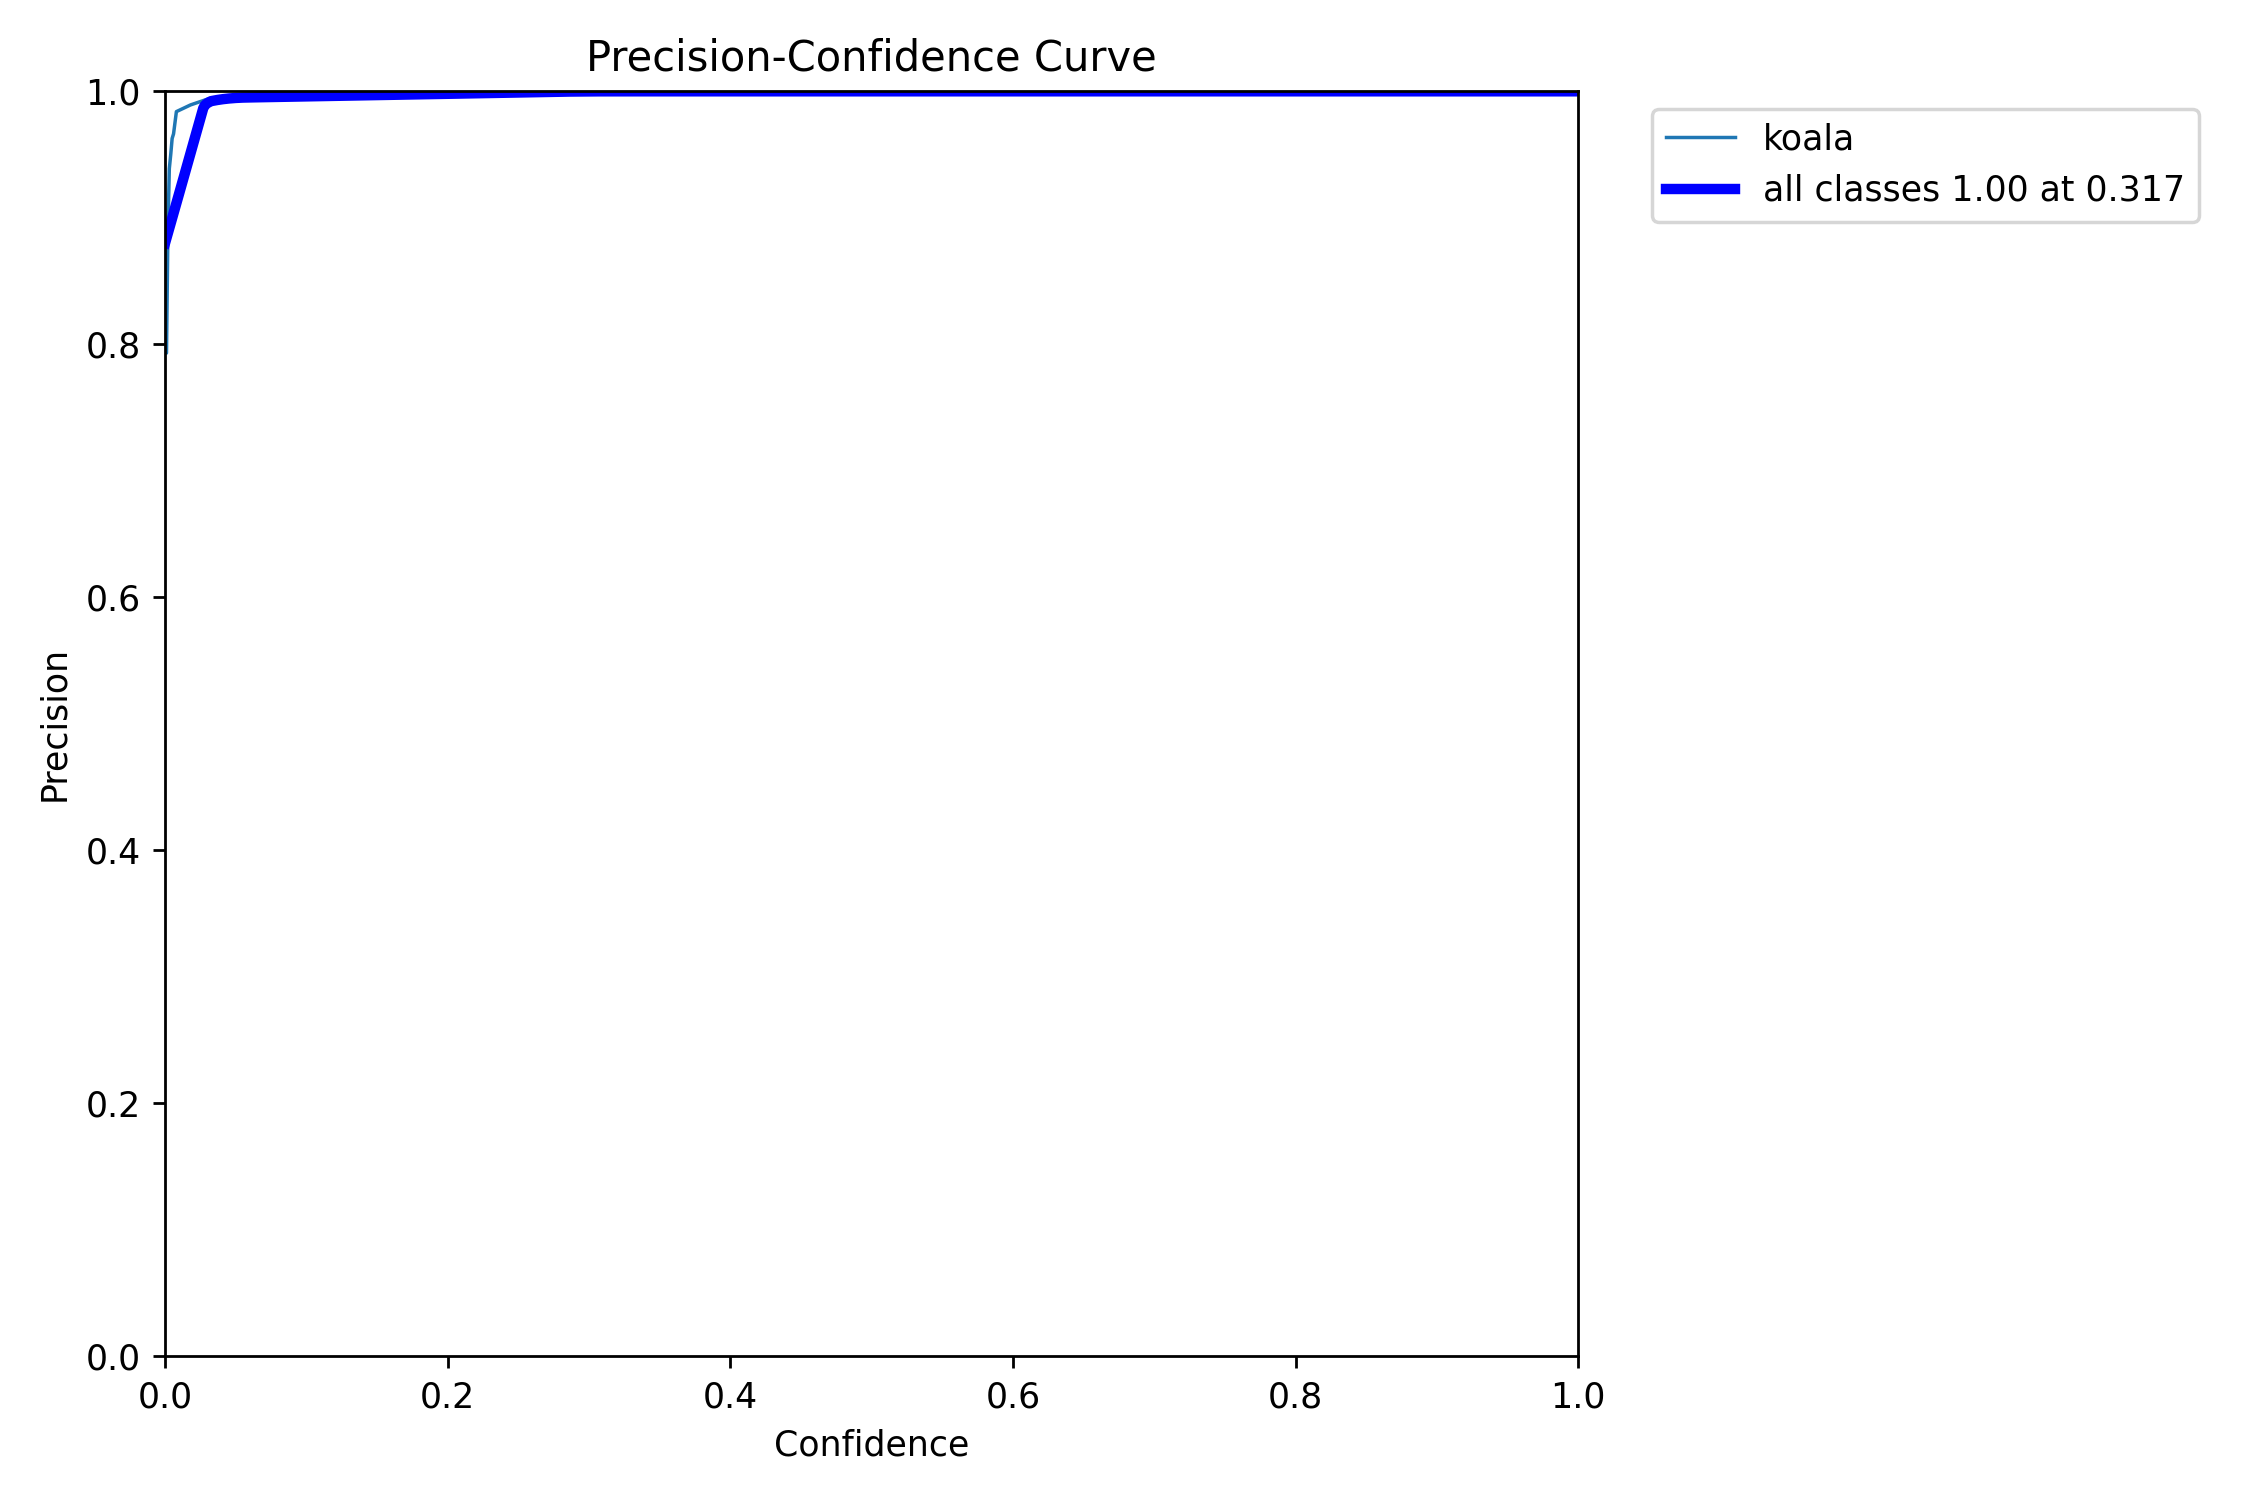 Precision-Confidence Curve
koala
all classes 1.00 at 0.317
1.0
0.8
0.6
0.4
0.2
0.0
Precision
0.0 0.2 0.4 0.6 0.8 1.0
Confidence